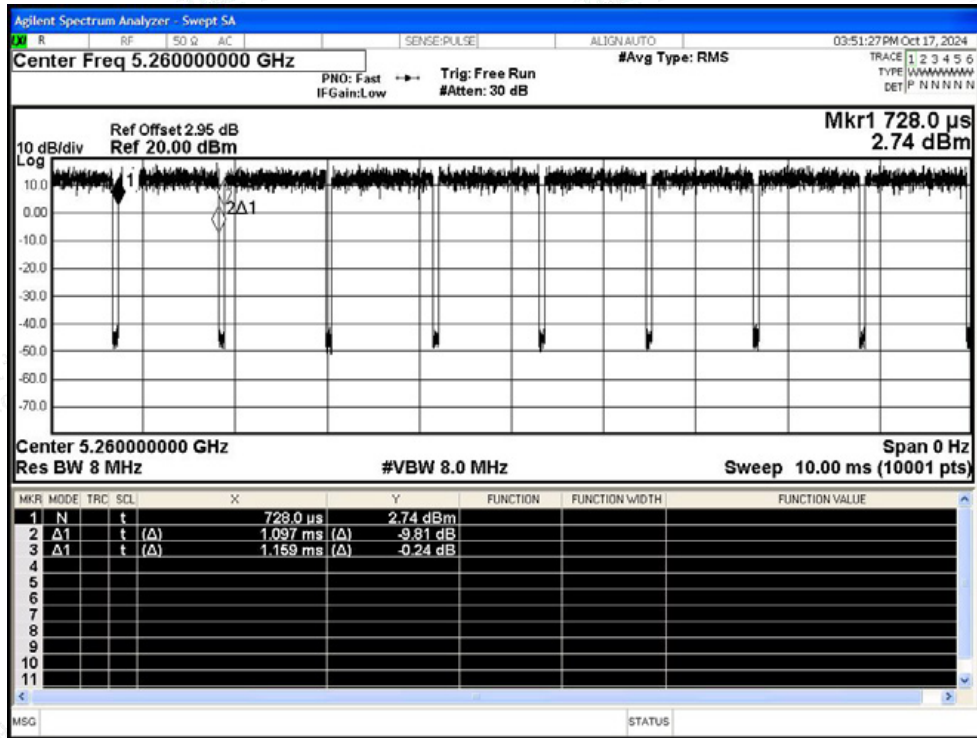 Agilent Spectrum Analyzer - Swept SA
R RF 50 Ω AC SENSE:PULSE ALIGN AUTO 03:51:27 PM Oct 17, 2024
Center Freq 5.260000000 GHz
PNO: Fast Trig: Free Run #Avg Type: RMS TRACE 1 2 3 4 5 6
IFGain:Low #Atten: 30 dB TYPE WWWWWW
DET P N N N N N
Ref Offset 2.95 dB Mkr1 728.0 µs
10 dB/div Ref 20.00 dBm 2.74 dBm
Log
10.0
0.00
-10.0
-20.0
-30.0
-40.0
-50.0
-60.0
-70.0
1
2Δ1
Center 5.260000000 GHz Span 0 Hz
Res BW 8 MHz #VBW 8.0 MHz Sweep 10.00 ms (10001 pts)
MKR MODE TRC SCL X Y FUNCTION FUNCTION WIDTH FUNCTION VALUE
1 N t 728.0 µs 2.74 dBm
2 Δ1 t (Δ) 1.097 ms (Δ) -9.81 dB
3 Δ1 t (Δ) 1.159 ms (Δ) -0.24 dB
4
5
6
7
8
9
10
11
MSG STATUS